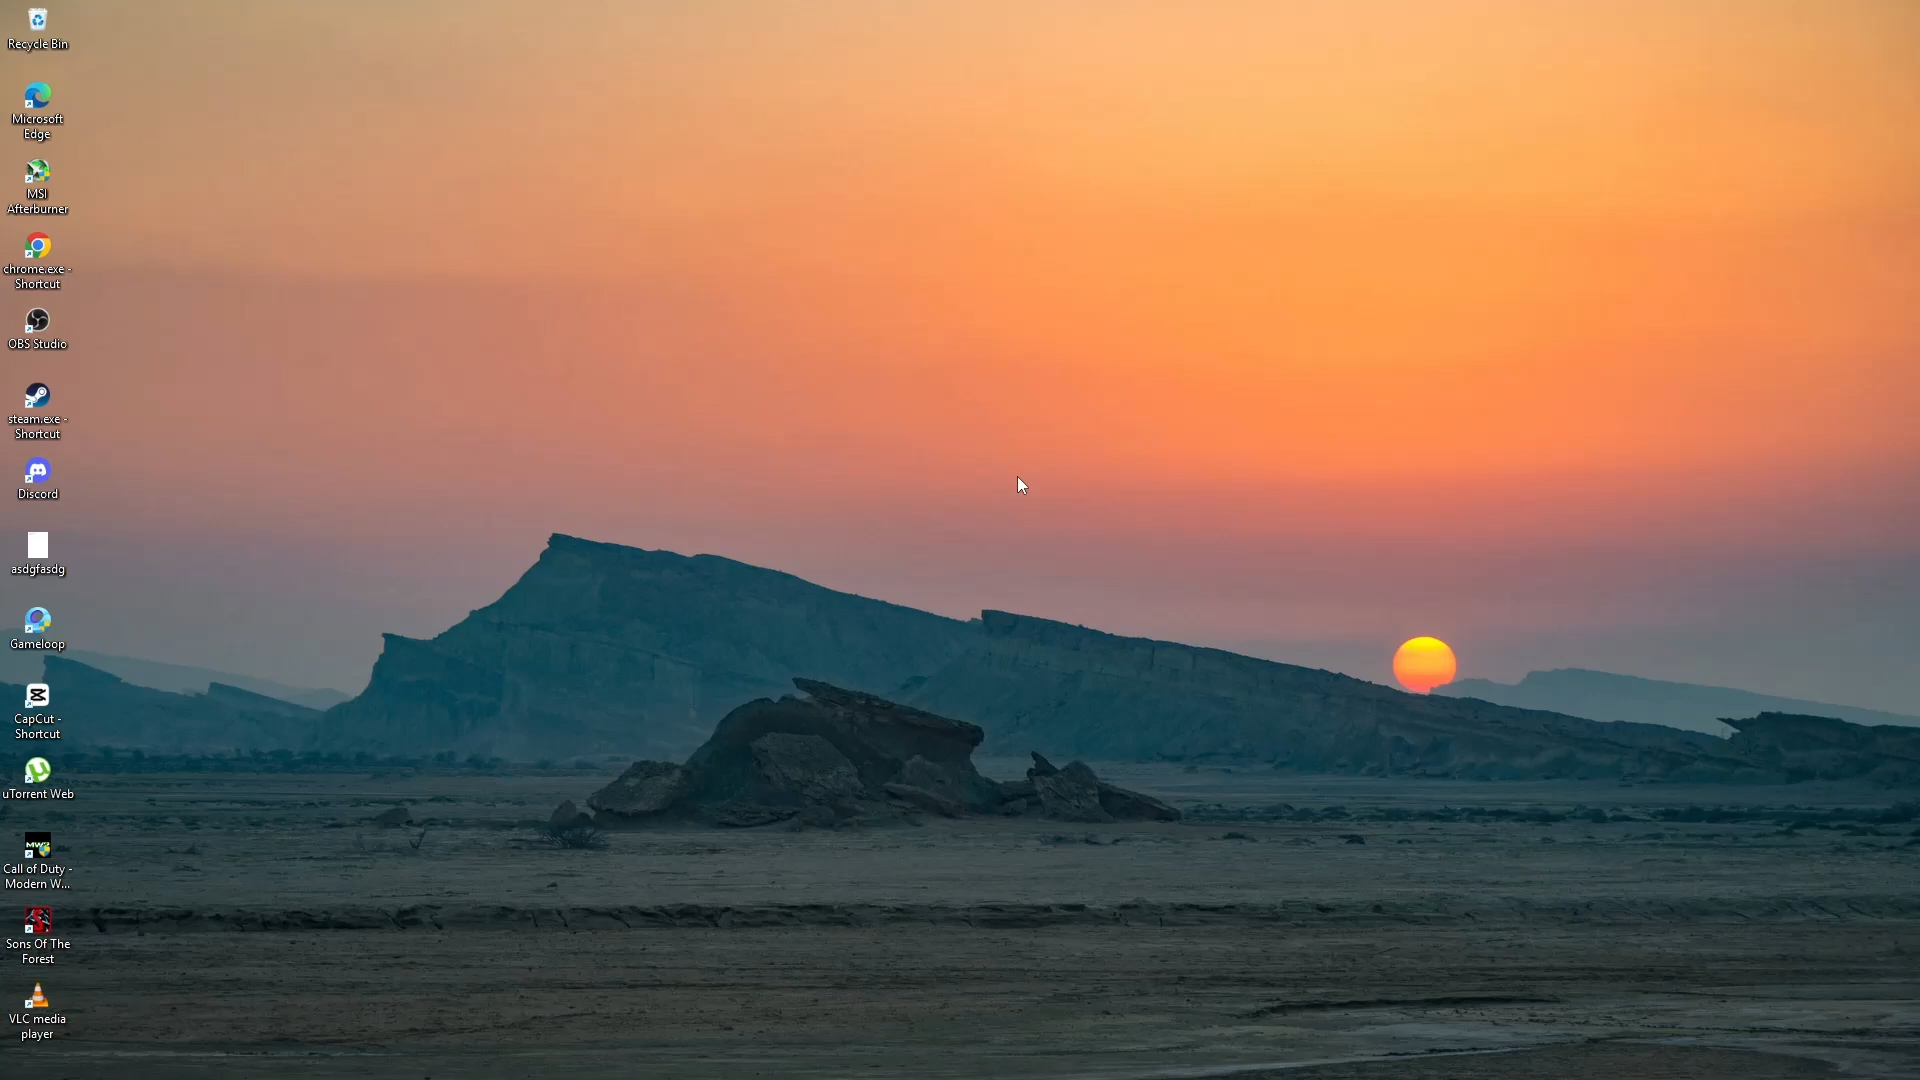 Recycle Bin
Microsoft
Edge
MSI
Afterburner
chrome.exe -
Shortcut
OBS Studio
steam.exe -
Shortcut
Discord
asdgfasdg
Gameloop
CapCut -
Shortcut
uTorrent Web
Call of Duty -
Modern W...
Sons Of The
Forest
VLC media
player